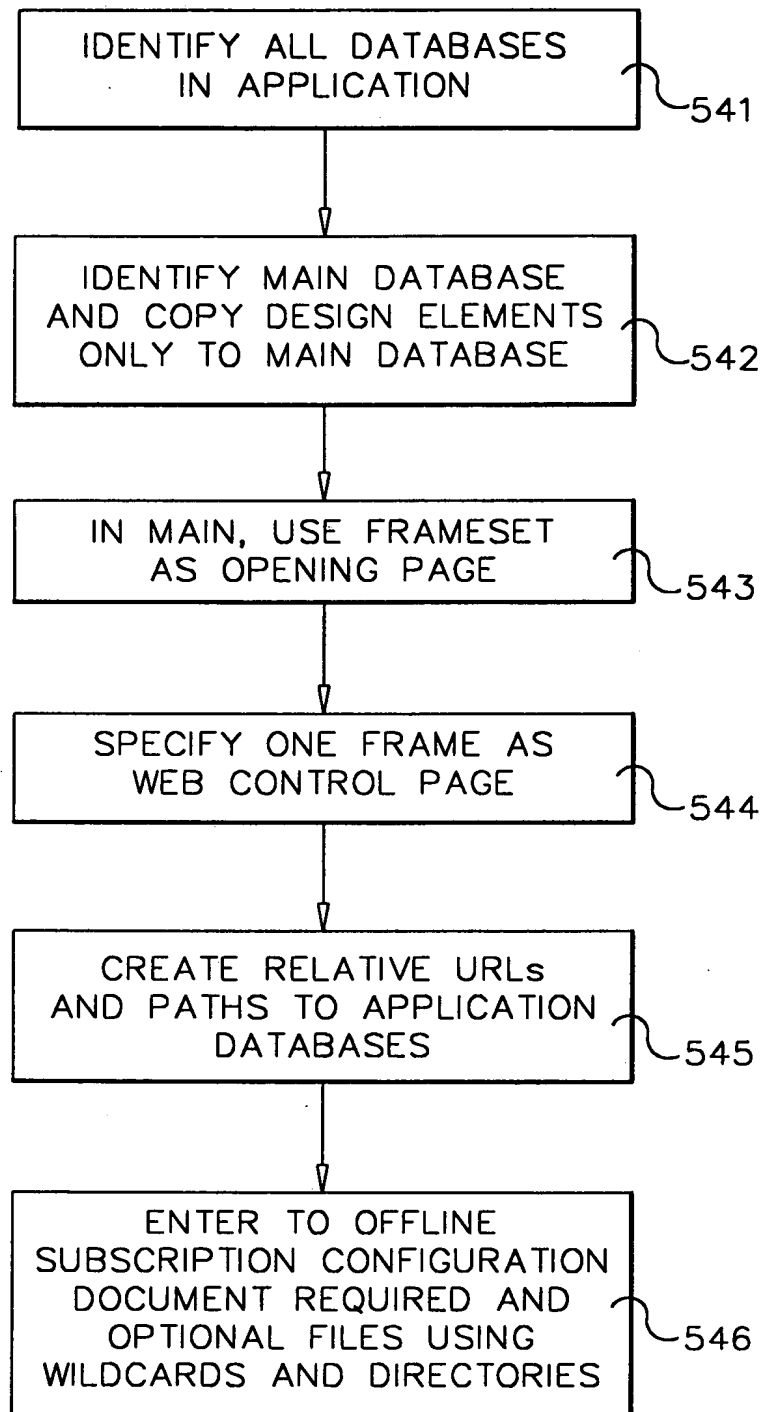 IDENTIFY ALL DATABASES
IN APPLICATION
541
IDENTIFY MAIN DATABASE
AND COPY DESIGN ELEMENTS
ONLY TO MAIN DATABASE
542
IN MAIN, USE FRAMESET
AS OPENING PAGE
543
SPECIFY ONE FRAME AS
WEB CONTROL PAGE
544
CREATE RELATIVE URLs
AND PATHS TO APPLICATION
DATABASES
545
ENTER TO OFFLINE
SUBSCRIPTION CONFIGURATION
DOCUMENT REQUIRED AND
OPTIONAL FILES USING
WILDCARDS AND DIRECTORIES
546